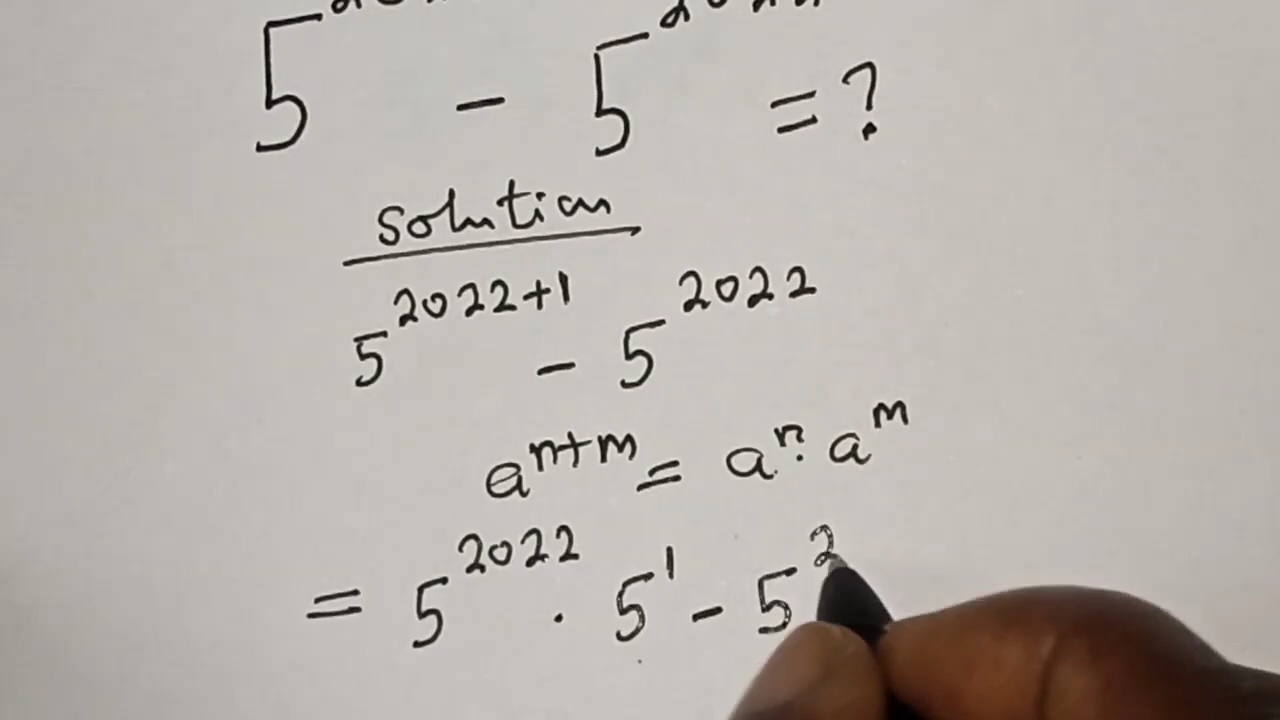 5 - 5 = ?
solution
5^2022+1 - 5^2022
a^n+m = a^n . a^m
= 5^2022 . 5^1 - 5^2